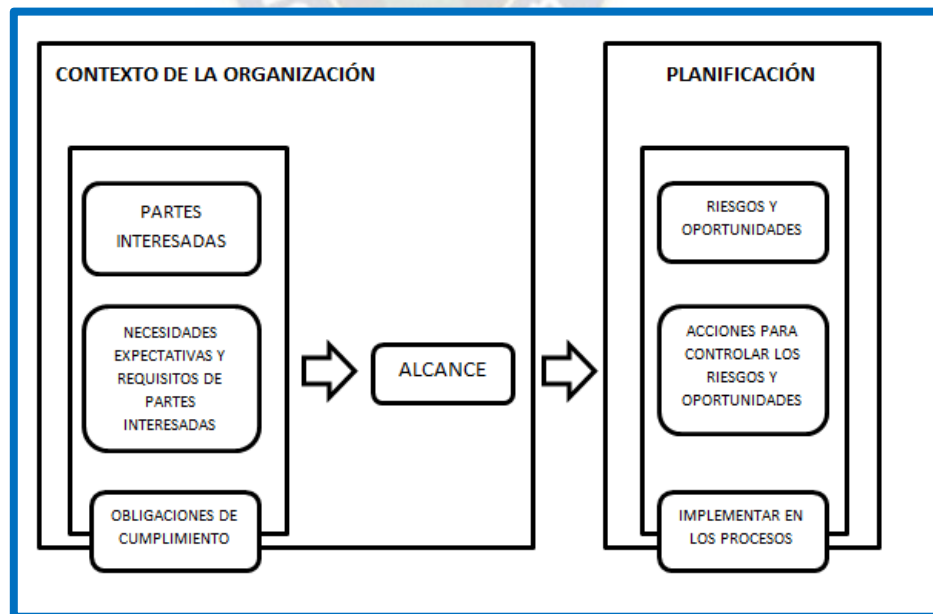 CONTEXTO DE LA ORGANIZACIÓN
PARTES
INTERESADAS
NECESIDADES
EXPECTATIVAS Y
REQUISITOS DE
PARTES
INTERESADAS
OBLIGACIONES DE
CUMPLIMIENTO
ALCANCE
PLANIFICACIÓN
RIESGOS Y
OPORTUNIDADES
ACCIONES PARA
CONTROLAR LOS
RIESGOS Y
OPORTUNIDADES
IMPLEMENTAR EN
LOS PROCESOS